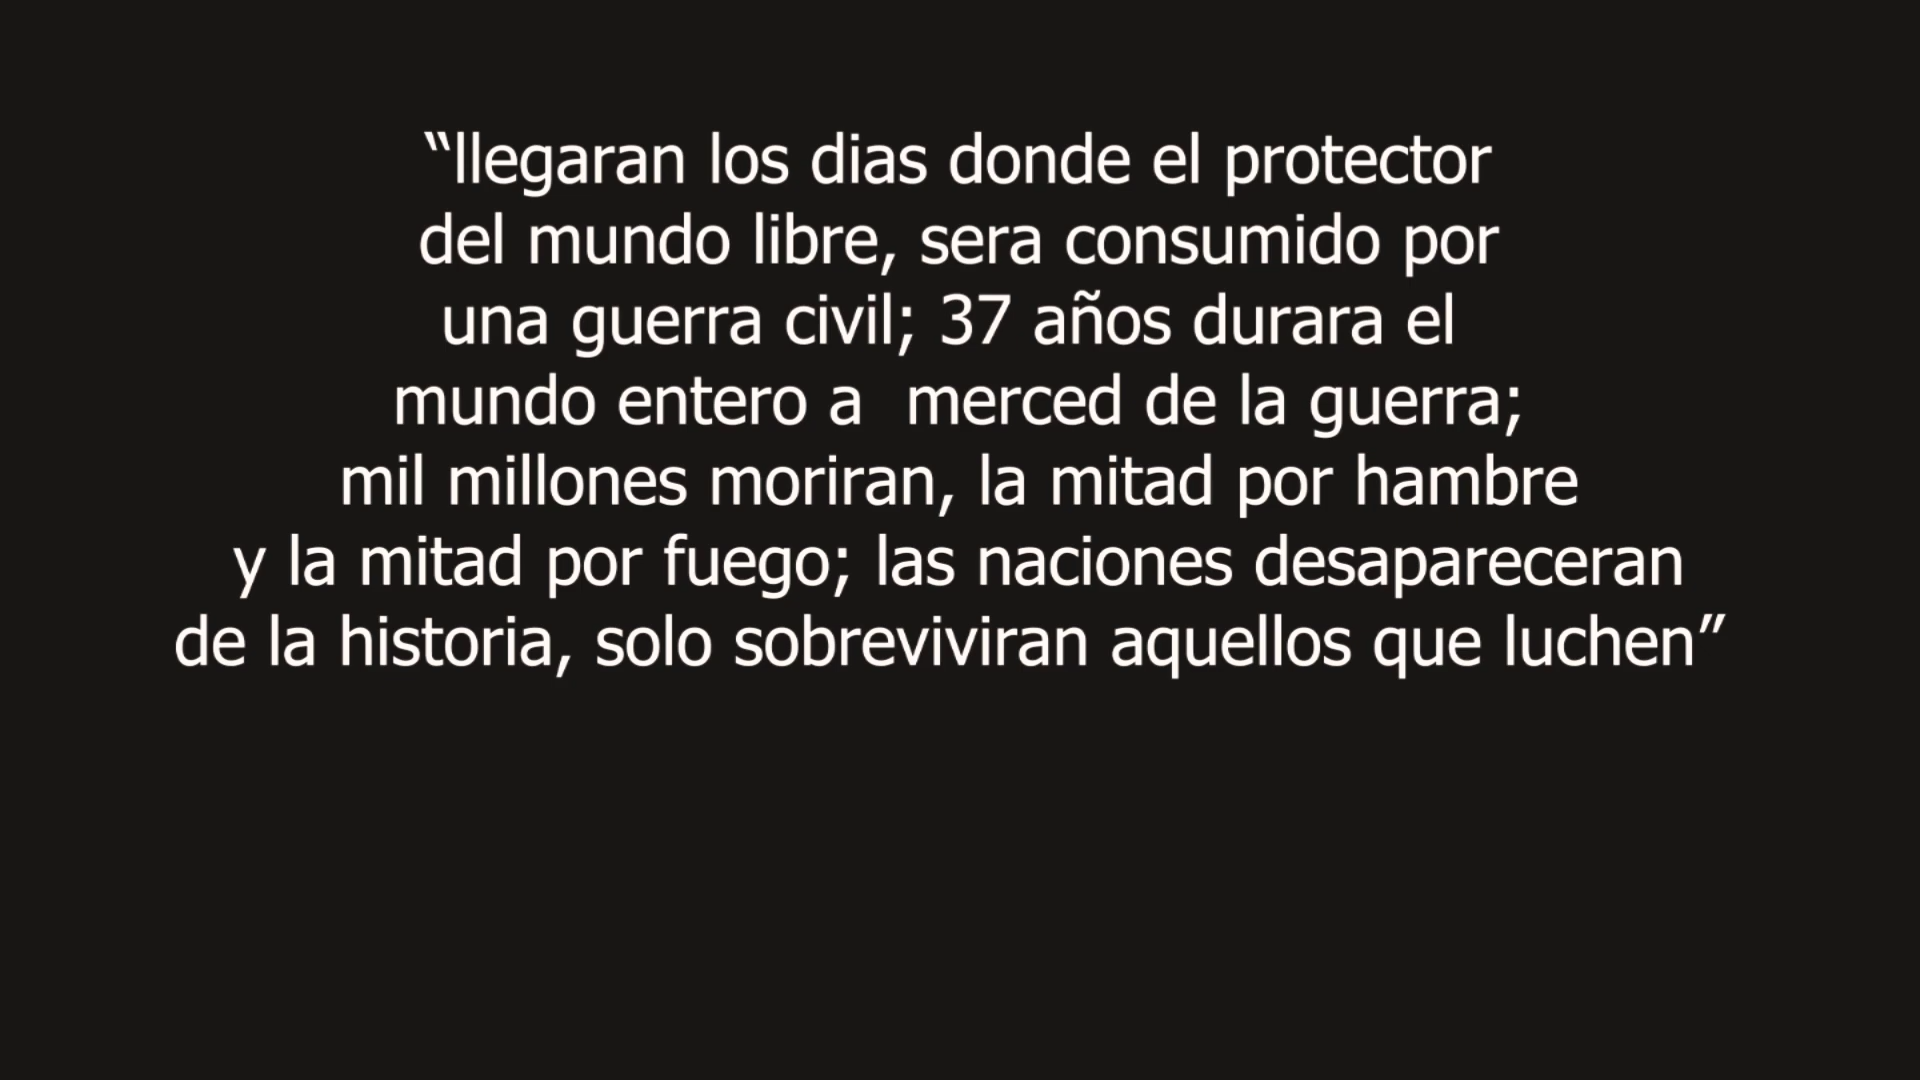 “llegaran los dias donde el protector
del mundo libre, sera consumido por
una guerra civil; 37 años durara el
mundo entero a  merced de la guerra;
mil millones moriran, la mitad por hambre
y la mitad por fuego; las naciones desapareceran
de la historia, solo sobreviviran aquellos que luchen”